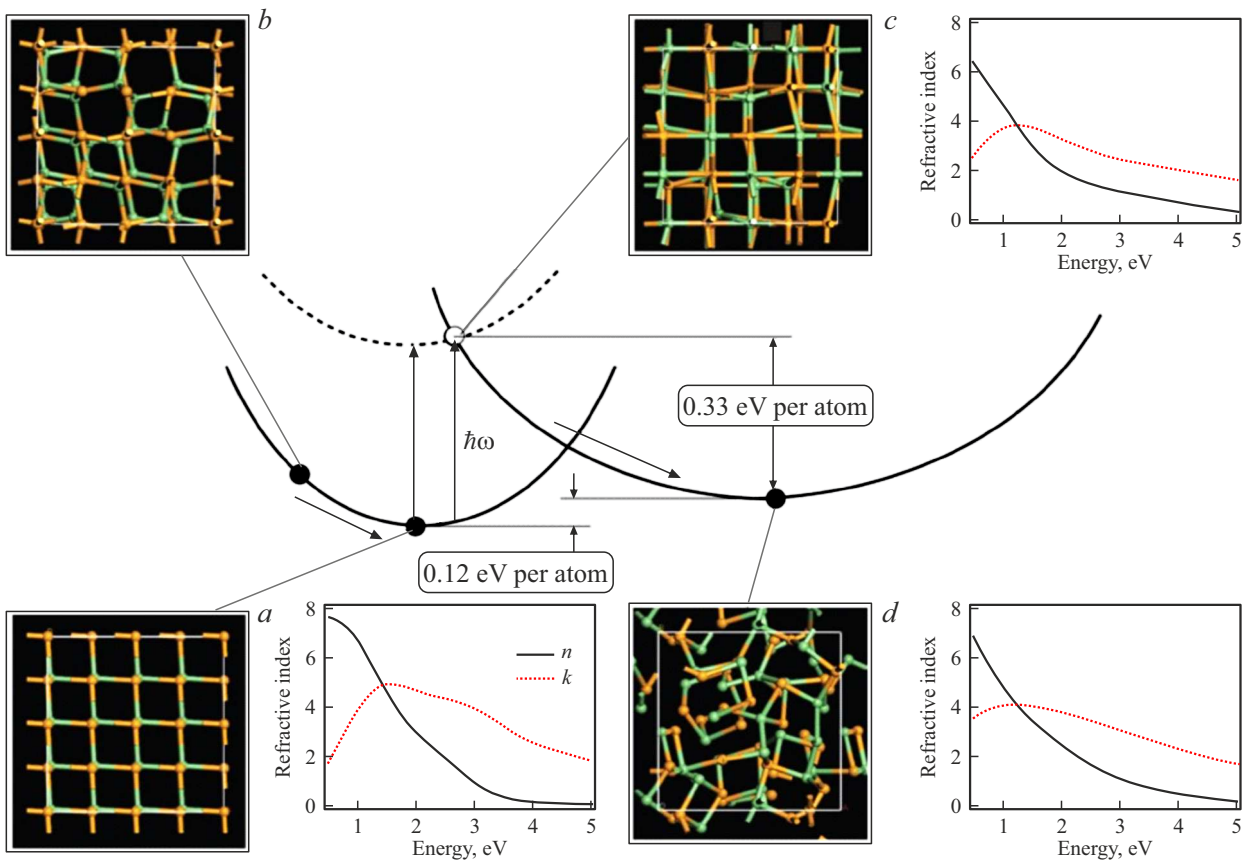 b
c
Refractive index
8
6
4
2
0
1 2 3 4 5
Energy, eV
ħω
0.33 eV per atom
0.12 eV per atom
a
Refractive index
8
6
4
2
0
1 2 3 4 5
Energy, eV
n
k
d
Refractive index
8
6
4
2
0
1 2 3 4 5
Energy, eV